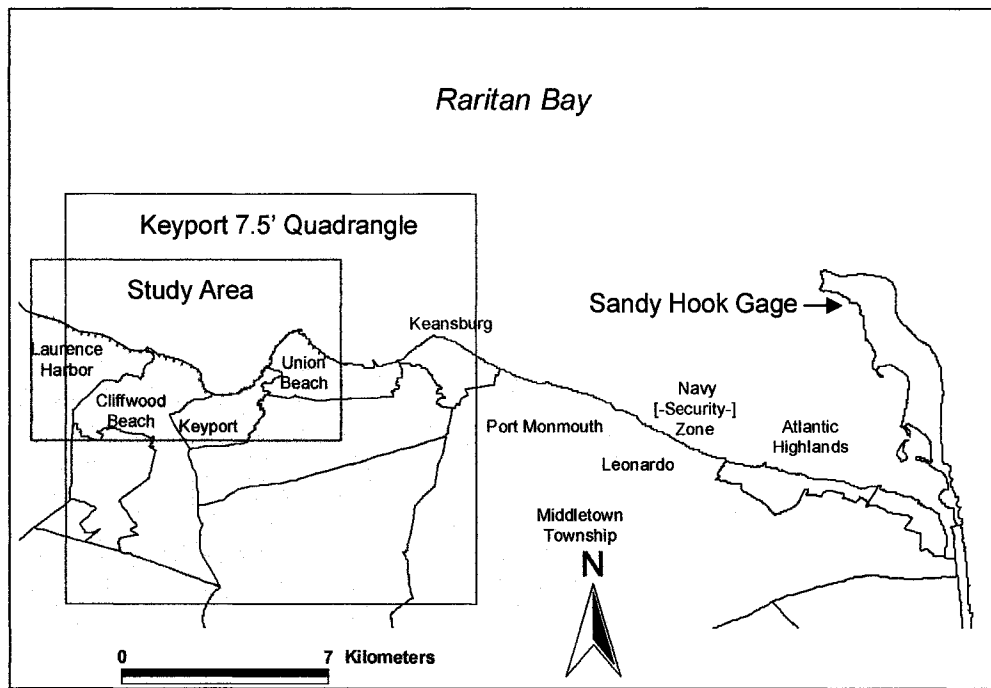 Raritan Bay
Keyport 7.5' Quadrangle
Study Area
Sandy Hook Gage
Keansburg
Laurence
Harbor
Union
Beach
Cliffwood
Beach
Keyport
Navy
[-Security-]
Zone
Port Monmouth
Atlantic
Highlands
Leonardo
Middletown
Township
N
0 7 Kilometers